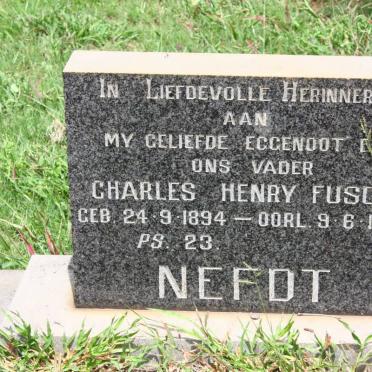 IN LIEFDEVOLLE HERINNER
AAN
MY GELIEFDE EGGENOOT E
ONS VADER
CHARLES HENRY FUSC
GEB. 24·9·1894 — OORL. 9·6·1
PS. 23
NEFDT